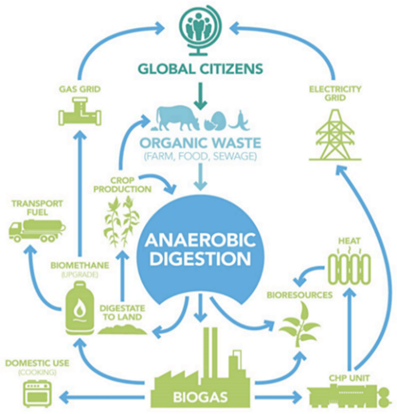 GLOBAL CITIZENS
GAS GRID
ELECTRICITY
GRID
ORGANIC WASTE
(FARM, FOOD, SEWAGE)
CROP
PRODUCTION
TRANSPORT
FUEL
ANAEROBIC
DIGESTION
HEAT
BIOMETHANE
(UPGRADE)
DIGESTATE
TO LAND
BIORESOURCES
DOMESTIC USE
(COOKING)
BIOGAS
CHP UNIT